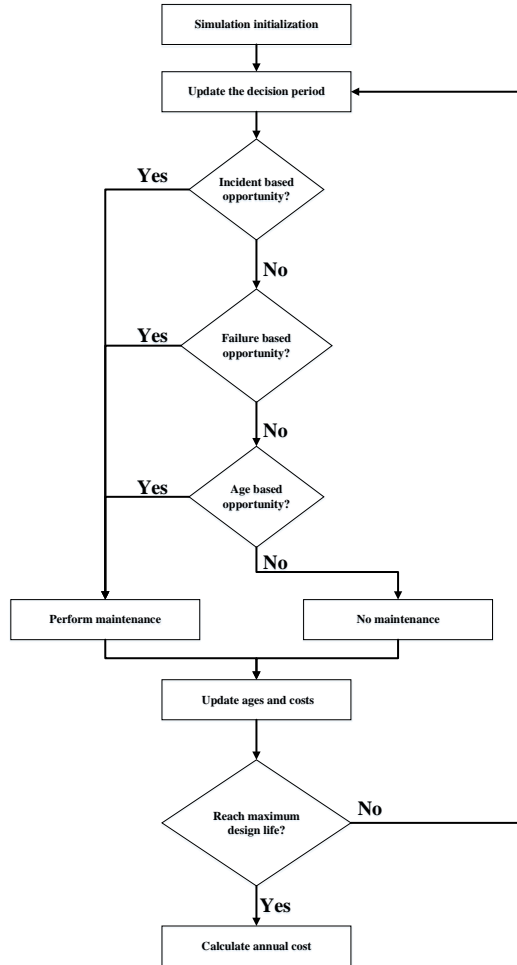 Simulation initialization
Update the decision period
Yes
Incident based
opportunity?
No
Yes
Failure based
opportunity?
No
Yes
Age based
opportunity?
No
Perform maintenance
No maintenance
Update ages and costs
Reach maximum
design life?
No
Yes
Calculate annual cost